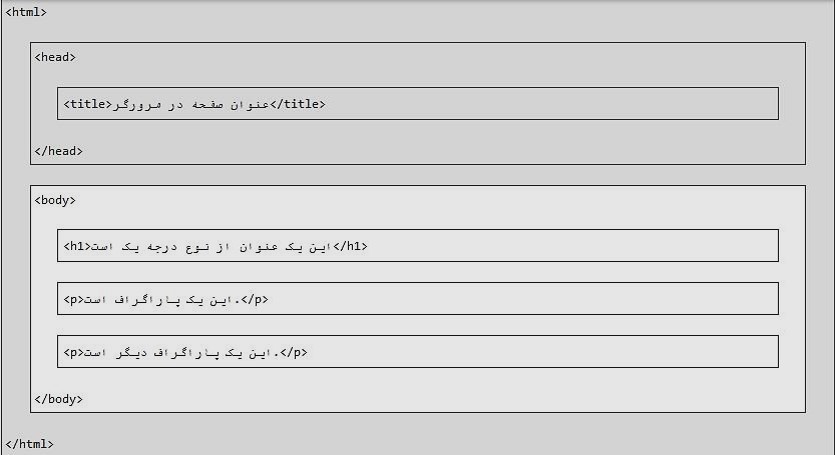 <html>
<head>
<title>عنوان صفحه در مرورگر</title>
</head>
<body>
<h1>این یک عنوان از نوع درجه یک است</h1>
<p>این یک پاراگراف است.</p>
<p>این یک پاراگراف دیگر است.</p>
</body>
</html>